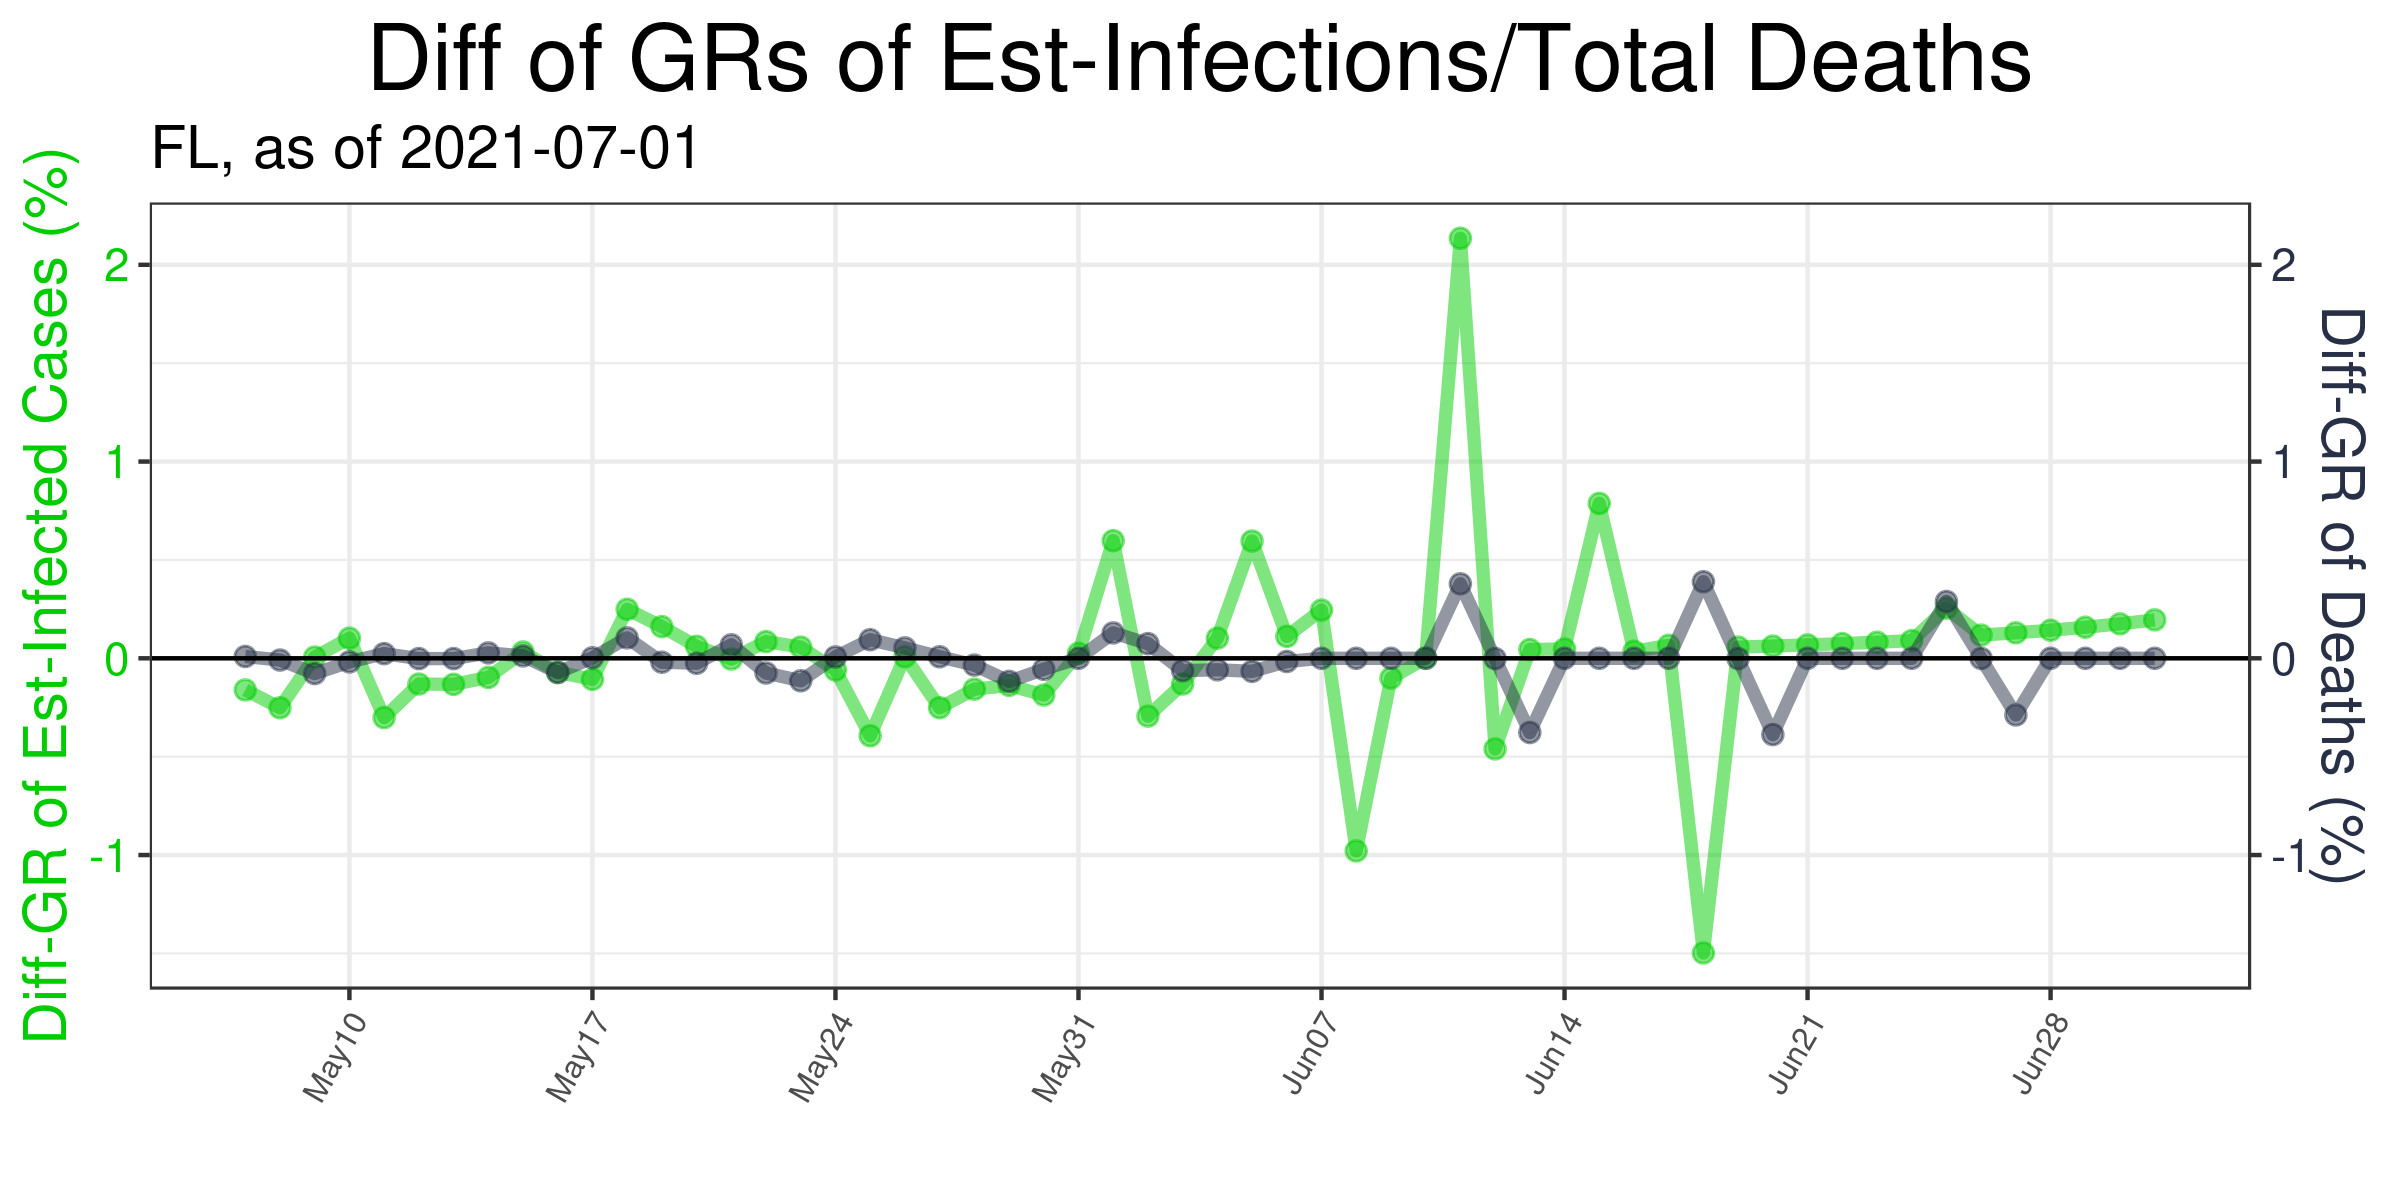 Diff of GRs of Est-Infections/Total Deaths
FL, as of 2021-07-01
Diff-GR of Est-Infected Cases (%)
2
1
0
-1
2
1
0
-1
Diff-GR of Deaths (%)
May10
May17
May24
May31
Jun07
Jun14
Jun21
Jun28